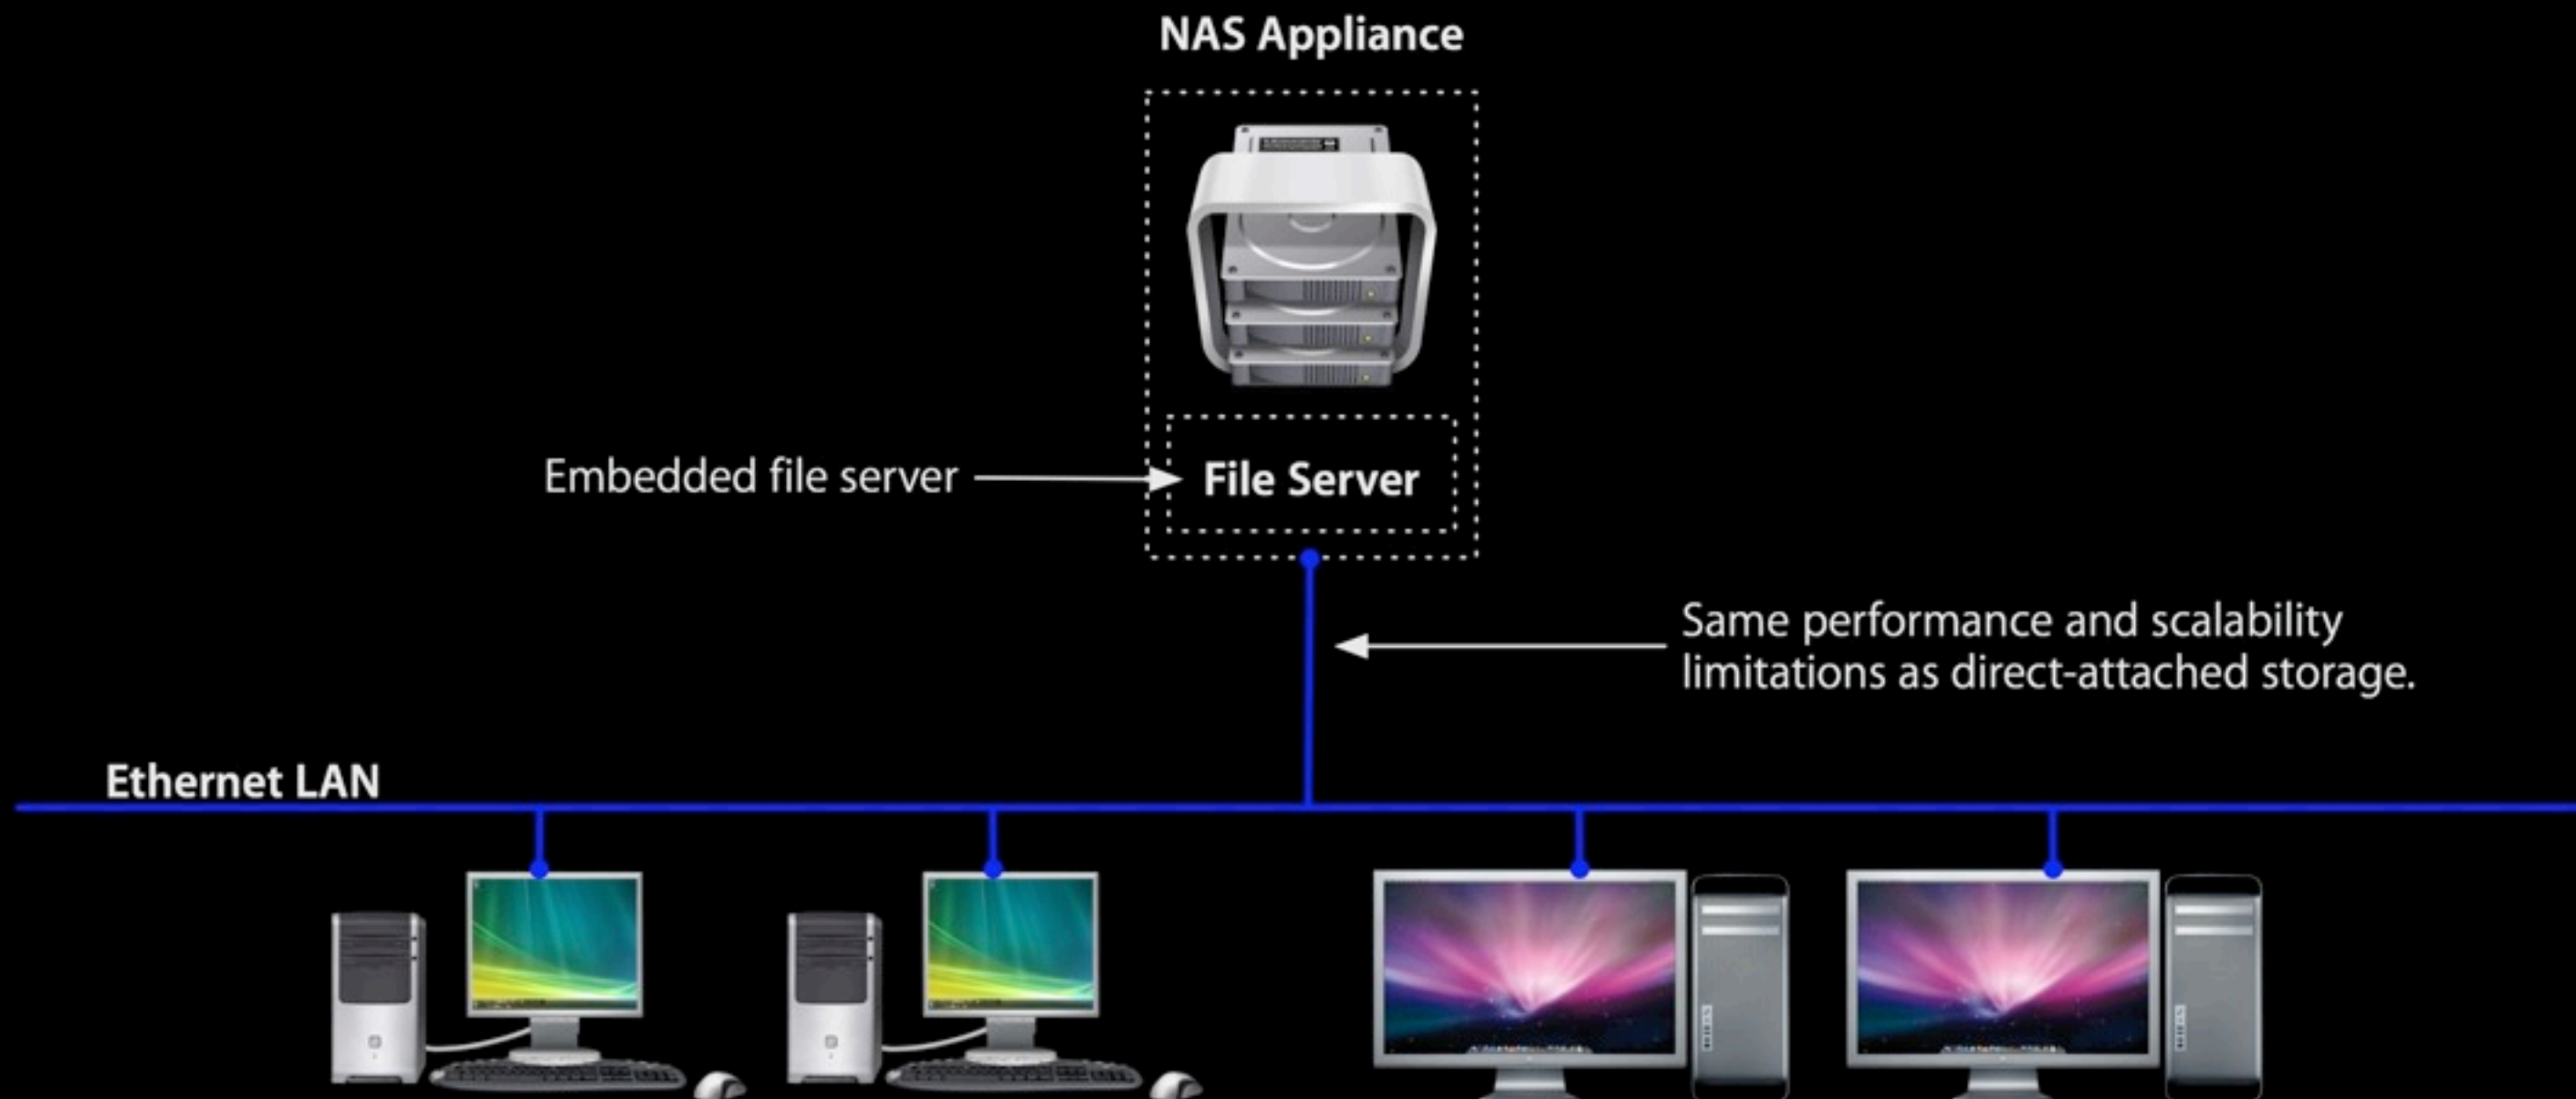 NAS Appliance
Embedded file server
File Server
Same performance and scalability
limitations as direct-attached storage.
Ethernet LAN